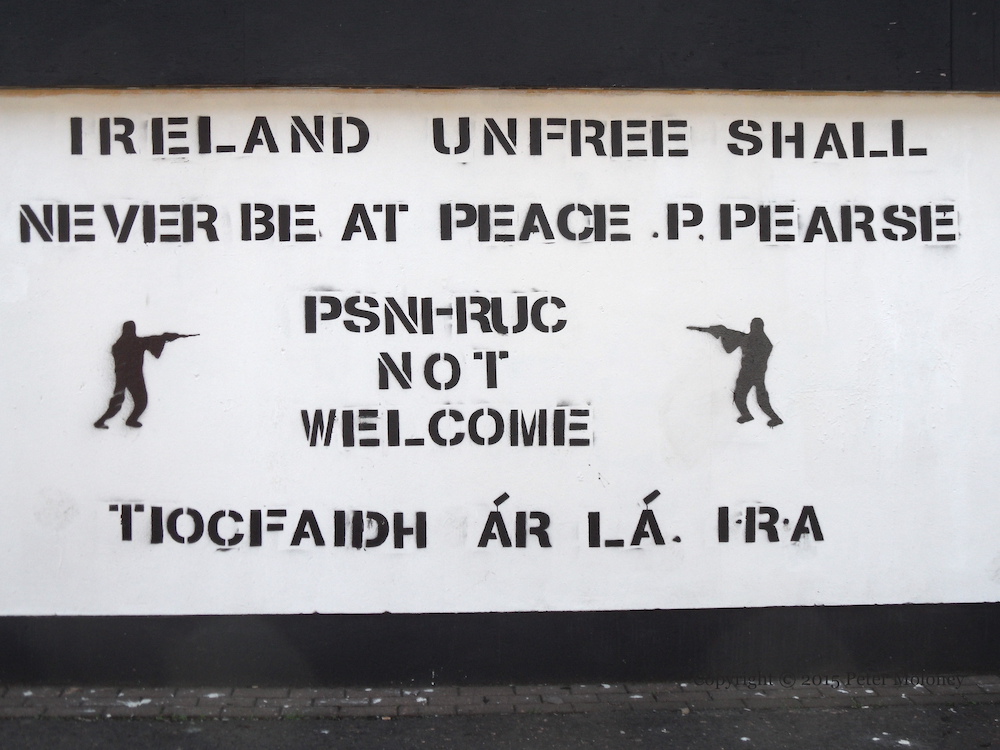 IRELAND UNFREE SHALL
NEVER BE AT PEACE .P.PEARSE
PSNI-RUC
NOT
WELCOME
TIOCFAIDH ÁR LÁ. I·R·A
Copyright © 2015 Peter Moloney